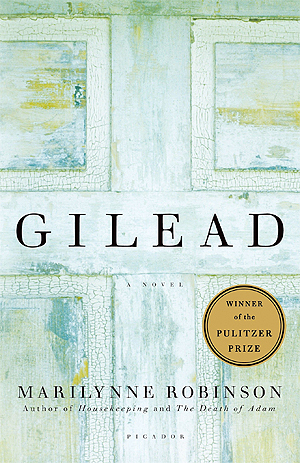 GILEAD
A NOVEL
WINNER
of the
PULITZER
PRIZE
MARILYNNE ROBINSON
Author of Housekeeping and The Death of Adam
PICADOR